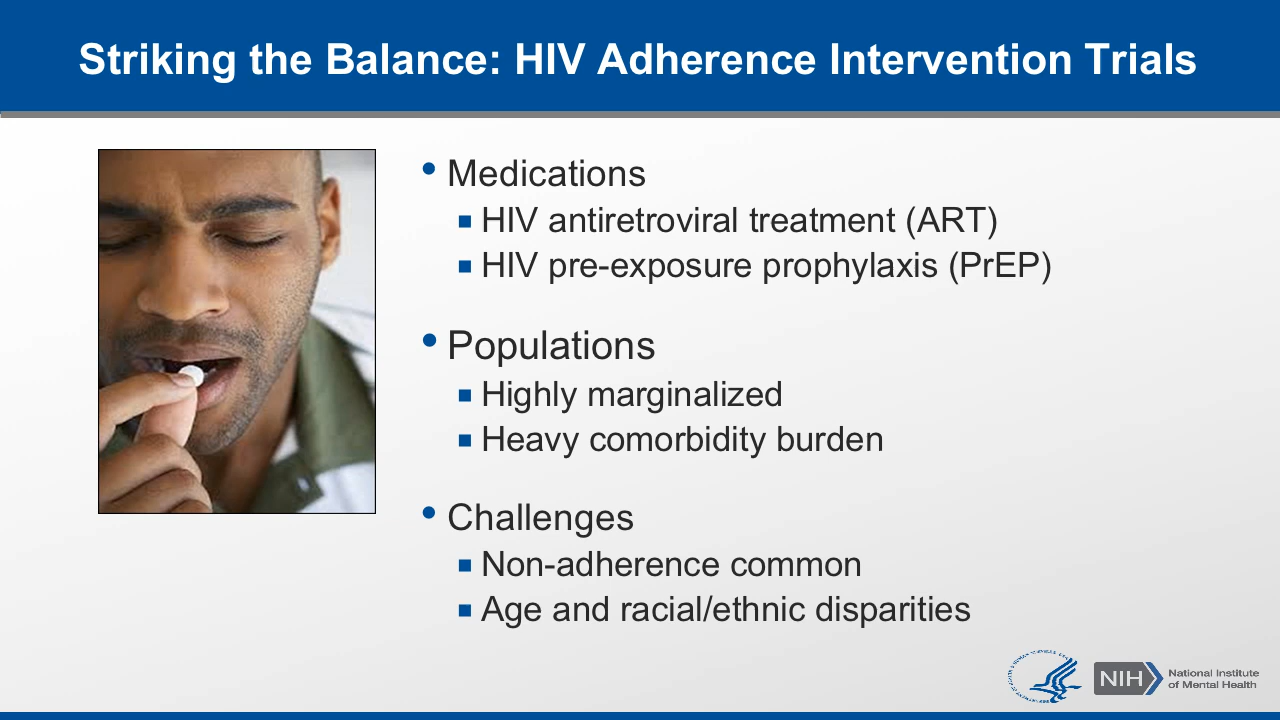 Striking the Balance: HIV Adherence Intervention Trials
• Medications
▪ HIV antiretroviral treatment (ART)
▪ HIV pre-exposure prophylaxis (PrEP)
• Populations
▪ Highly marginalized
▪ Heavy comorbidity burden
• Challenges
▪ Non-adherence common
▪ Age and racial/ethnic disparities
NIH
National Institute
of Mental Health